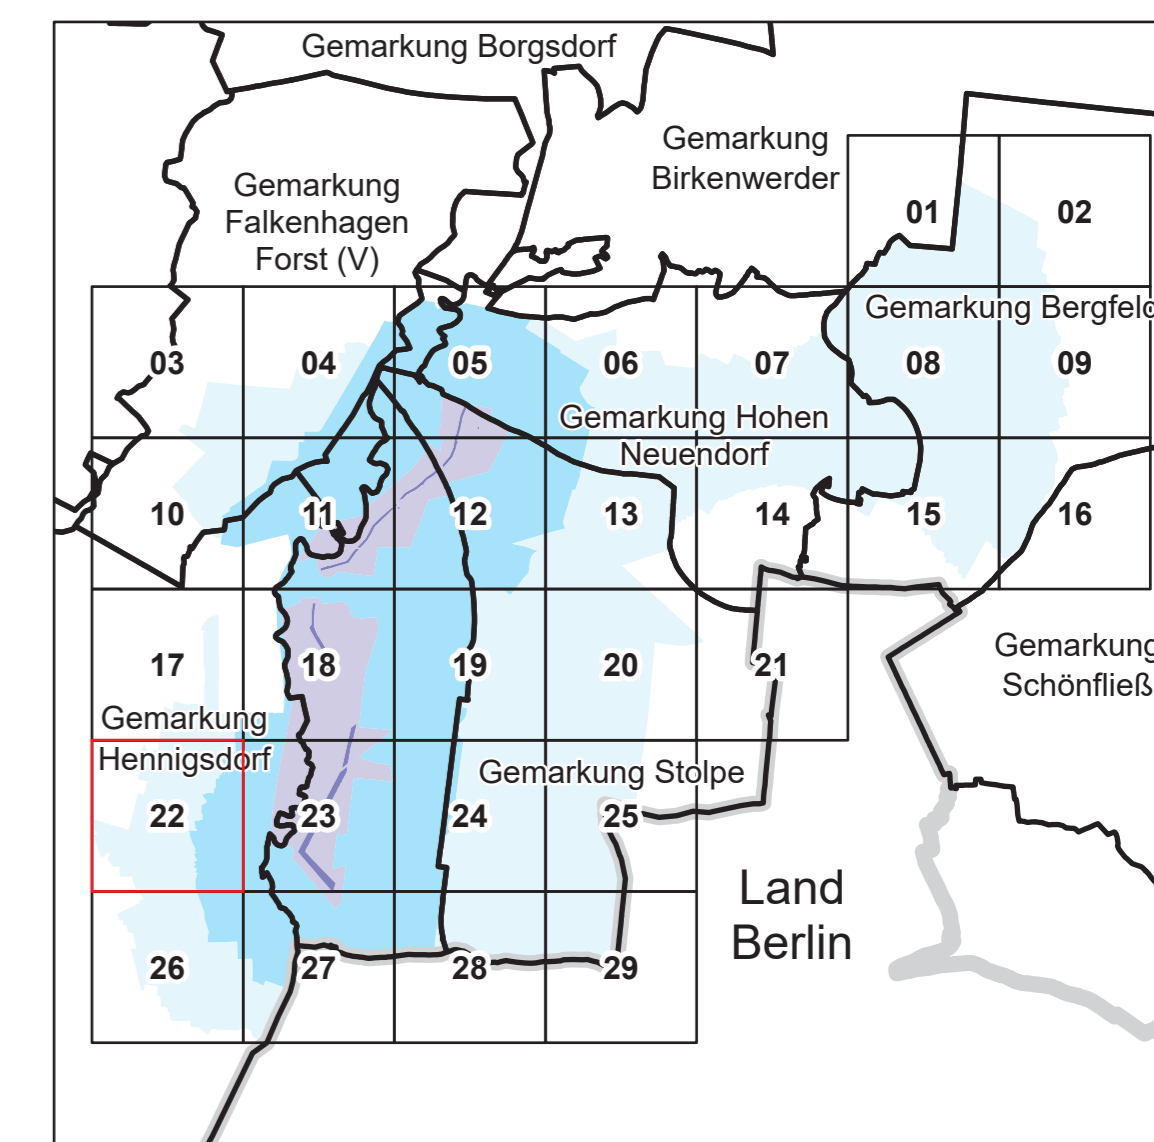 Gemarkung Borgsdorf
Gemarkung
Birkenwerder
Gemarkung
Falkenhagen
Forst (V)
01
02
Gemarkung Bergfeld
03
04
05
06
07
08
09
Gemarkung Hohen
Neuendorf
10
11
12
13
14
15
16
17
18
19
20
21
Gemarkung
Schönfließ
Gemarkung
Hennigsdorf
Gemarkung Stolpe
22
23
24
25
Land
Berlin
26
27
28
29